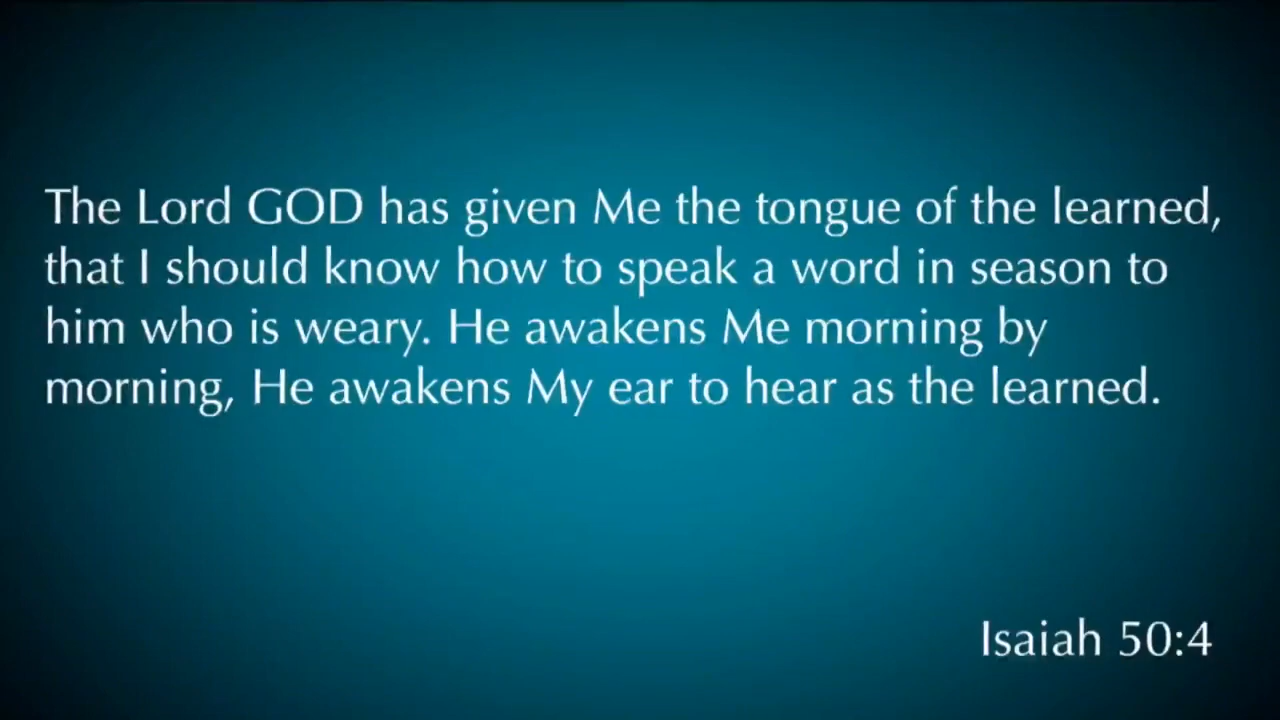 The Lord GOD has given Me the tongue of the learned,
that I should know how to speak a word in season to
him who is weary. He awakens Me morning by
morning, He awakens My ear to hear as the learned.
Isaiah 50:4